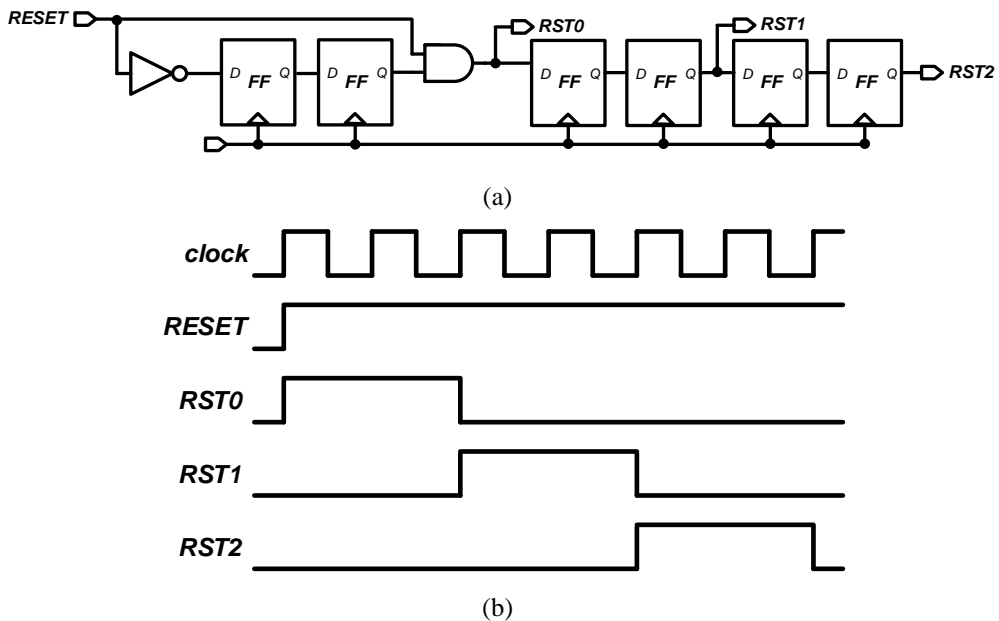 RESET
RST0
RST1
D FF Q D FF Q D FF Q D FF Q D FF Q D FF Q
RST2
(a)
clock
RESET
RST0
RST1
RST2
(b)